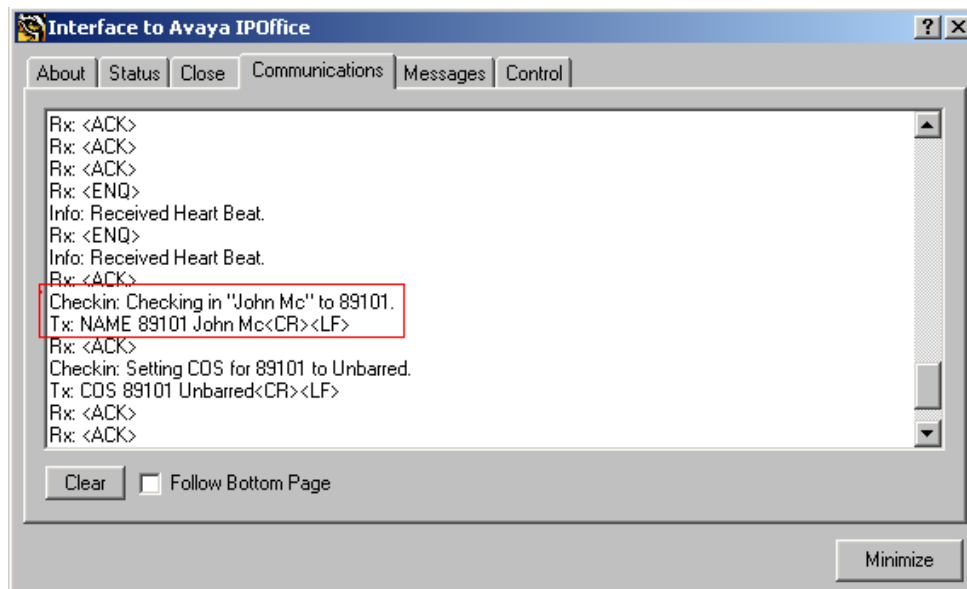 Interface to Avaya IPOffice
? X
About Status Close Communications Messages Control
Rx: <ACK>
Rx: <ACK>
Rx: <ACK>
Rx: <ENQ>
Info: Received Heart Beat.
Rx: <ENQ>
Info: Received Heart Beat.
Rx: <ACK>
Checkin: Checking in "John Mc" to 89101.
Tx: NAME 89101 John Mc<CR><LF>
Rx: <ACK>
Checkin: Setting COS for 89101 to Unbarred.
Tx: COS 89101 Unbarred<CR><LF>
Rx: <ACK>
Rx: <ACK>
Clear Follow Bottom Page
Minimize